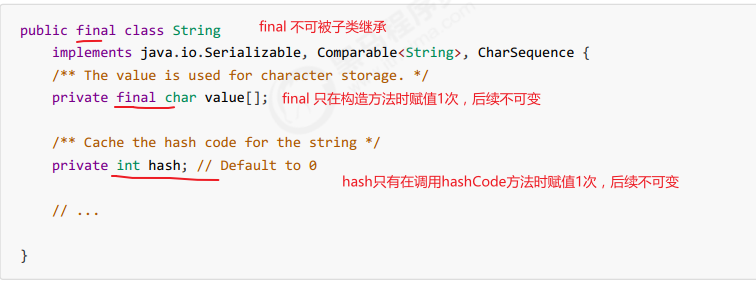 public final class String final 不可被子类继承
implements java.io.Serializable, Comparable<String>, CharSequence {
/** The value is used for character storage. */
private final char value[]; final 只在构造方法时赋值1次，后续不可变
/** Cache the hash code for the string */
private int hash; // Default to 0
hash只有在调用hashCode方法时赋值1次，后续不可变
// ...
}